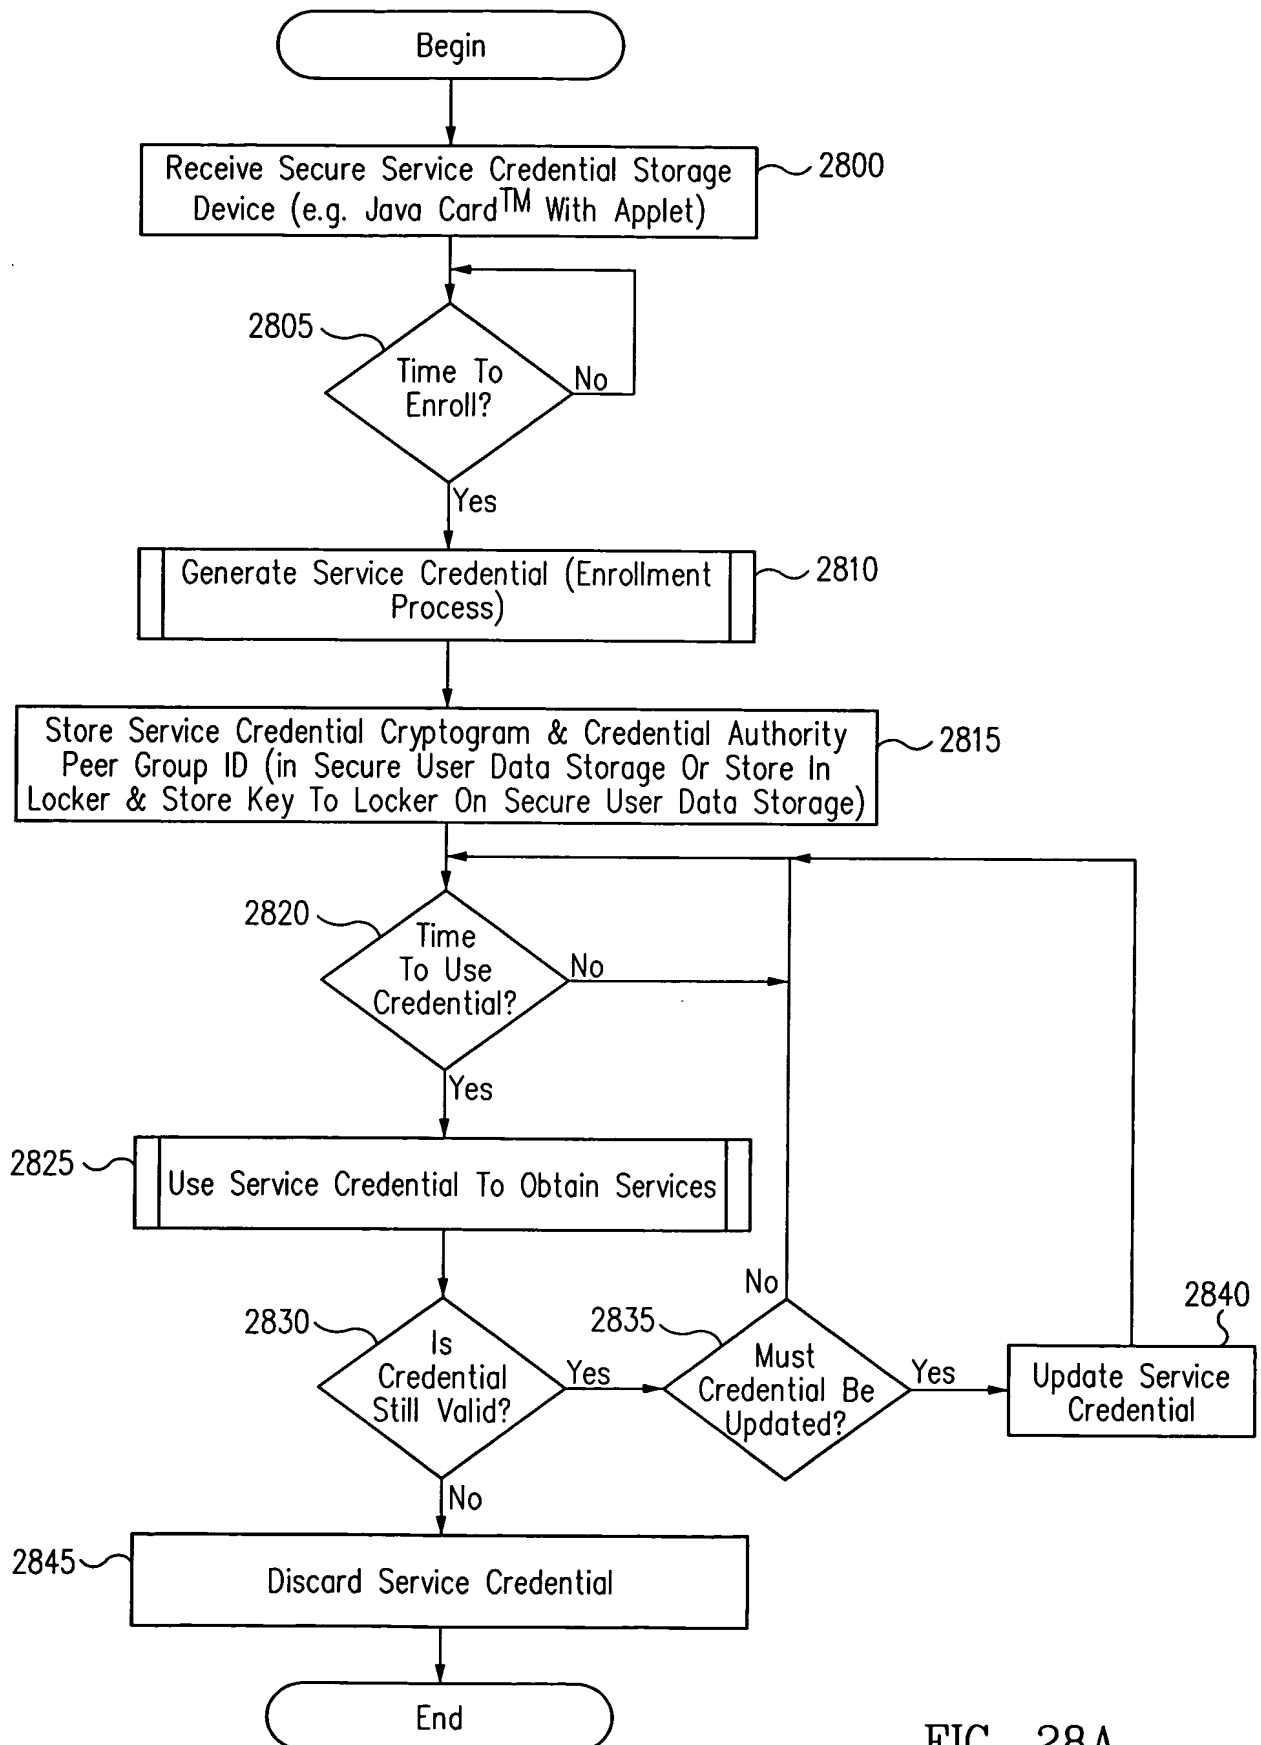 Begin
Receive Secure Service Credential Storage
Device (e.g. Java Card™ With Applet)
2800
2805
Time To
Enroll?
No
Yes
Generate Service Credential (Enrollment
Process)
2810
Store Service Credential Cryptogram & Credential Authority
Peer Group ID (in Secure User Data Storage Or Store In
Locker & Store Key To Locker On Secure User Data Storage)
2815
2820
Time
To Use
Credential?
No
Yes
2825
Use Service Credential To Obtain Services
2830
Is
Credential
Still Valid?
Yes
No
2835
Must
Credential Be
Updated?
No
Yes
2840
Update Service
Credential
2845
Discard Service Credential
End
FIG. 28A